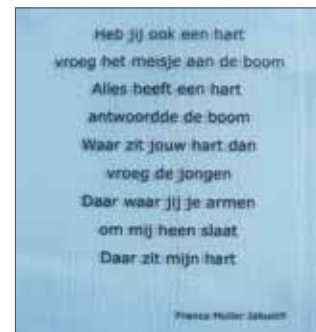 Heb jij ook een hart
vroeg het meisje aan de boom
Alles heeft een hart
antwoordde de boom
Waar zit jouw hart dan
vroeg de jongen
Daar waar jij je armen
om mij heen slaat
Daar zit mijn hart
Muller